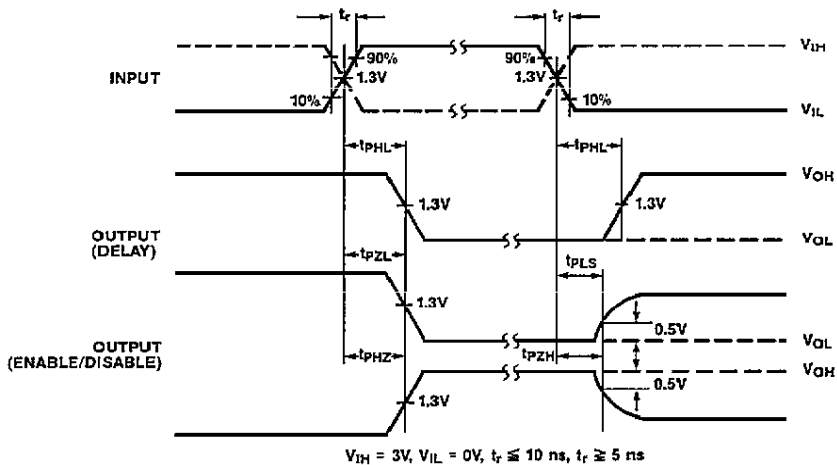 tr
tr
VIH
90%
90%
INPUT
1.3V
1.3V
10%
10%
VIL
tPHL
tPHL
VOH
1.3V
1.3V
OUTPUT
(DELAY)
VOL
tPZL
tPLS
1.3V
0.5V
OUTPUT
(ENABLE/DISABLE)
VOL
tPHZ
tPZH
VOH
0.5V
1.3V
VIH = 3V, VIL = 0V, tr ≦ 10 ns, tr ≧ 5 ns